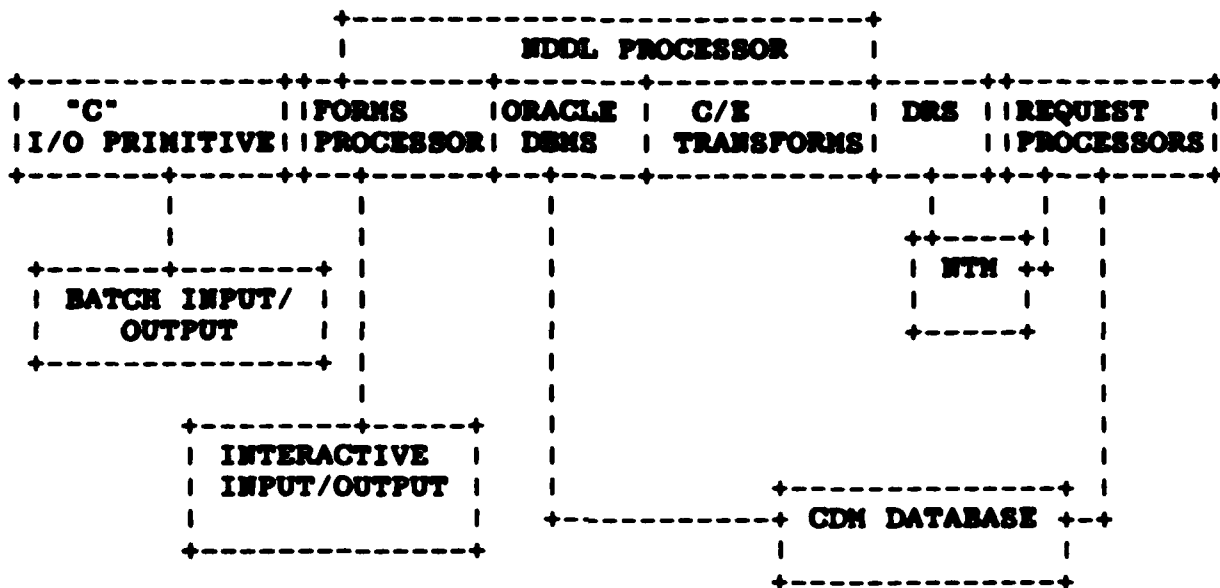 NDDL PROCESSOR
"C" FORMS ORACLE C/E DRS REQUEST
I/O PRIMITIVE PROCESSOR DBMS TRANSFORMS PROCESSORS
NTM
BATCH INPUT/
OUTPUT
INTERACTIVE
INPUT/OUTPUT
CDM DATABASE